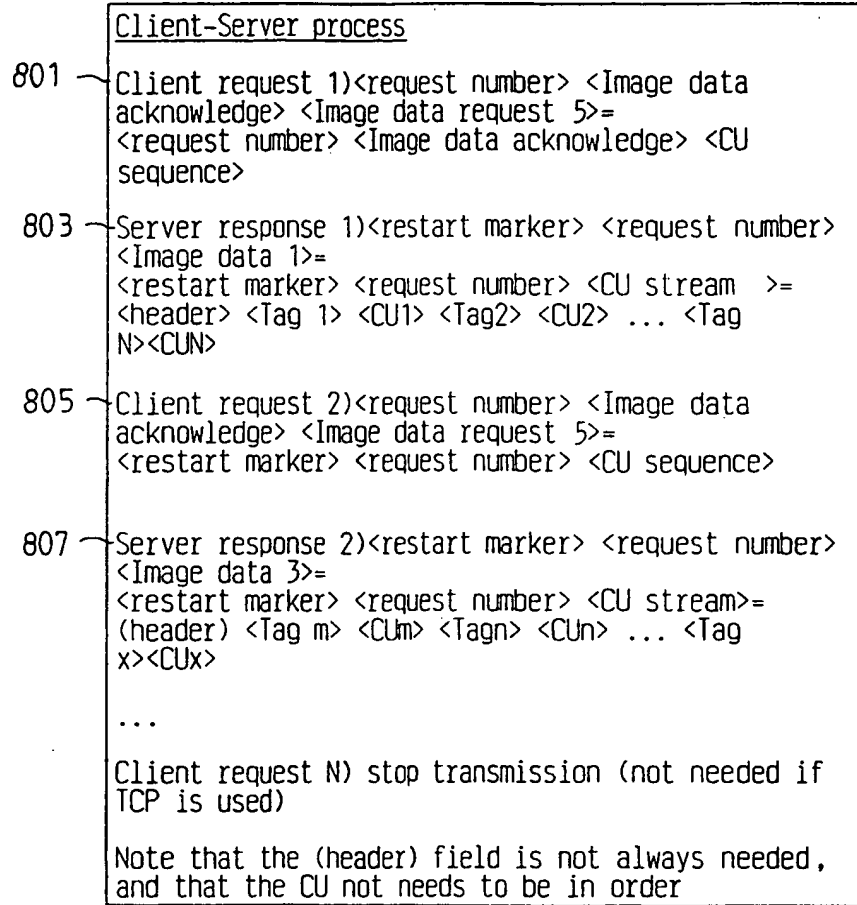 Client-Server process
801
Client request 1)<request number> <Image data
acknowledge> <Image data request 5>=
<request number> <Image data acknowledge> <CU
sequence>
803
Server response 1)<restart marker> <request number>
<Image data 1>=
<restart marker> <request number> <CU stream >=
<header> <Tag 1> <CU1> <Tag2> <CU2> ... <Tag
N><CUN>
805
Client request 2)<request number> <Image data
acknowledge> <Image data request 5>=
<restart marker> <request number> <CU sequence>
807
Server response 2)<restart marker> <request number>
<Image data 3>=
<restart marker> <request number> <CU stream>=
(header) <Tag m> <CUm> <Tagn> <CUn> ... <Tag
x><CUx>
...
Client request N) stop transmission (not needed if
TCP is used)
Note that the (header) field is not always needed,
and that the CU not needs to be in order